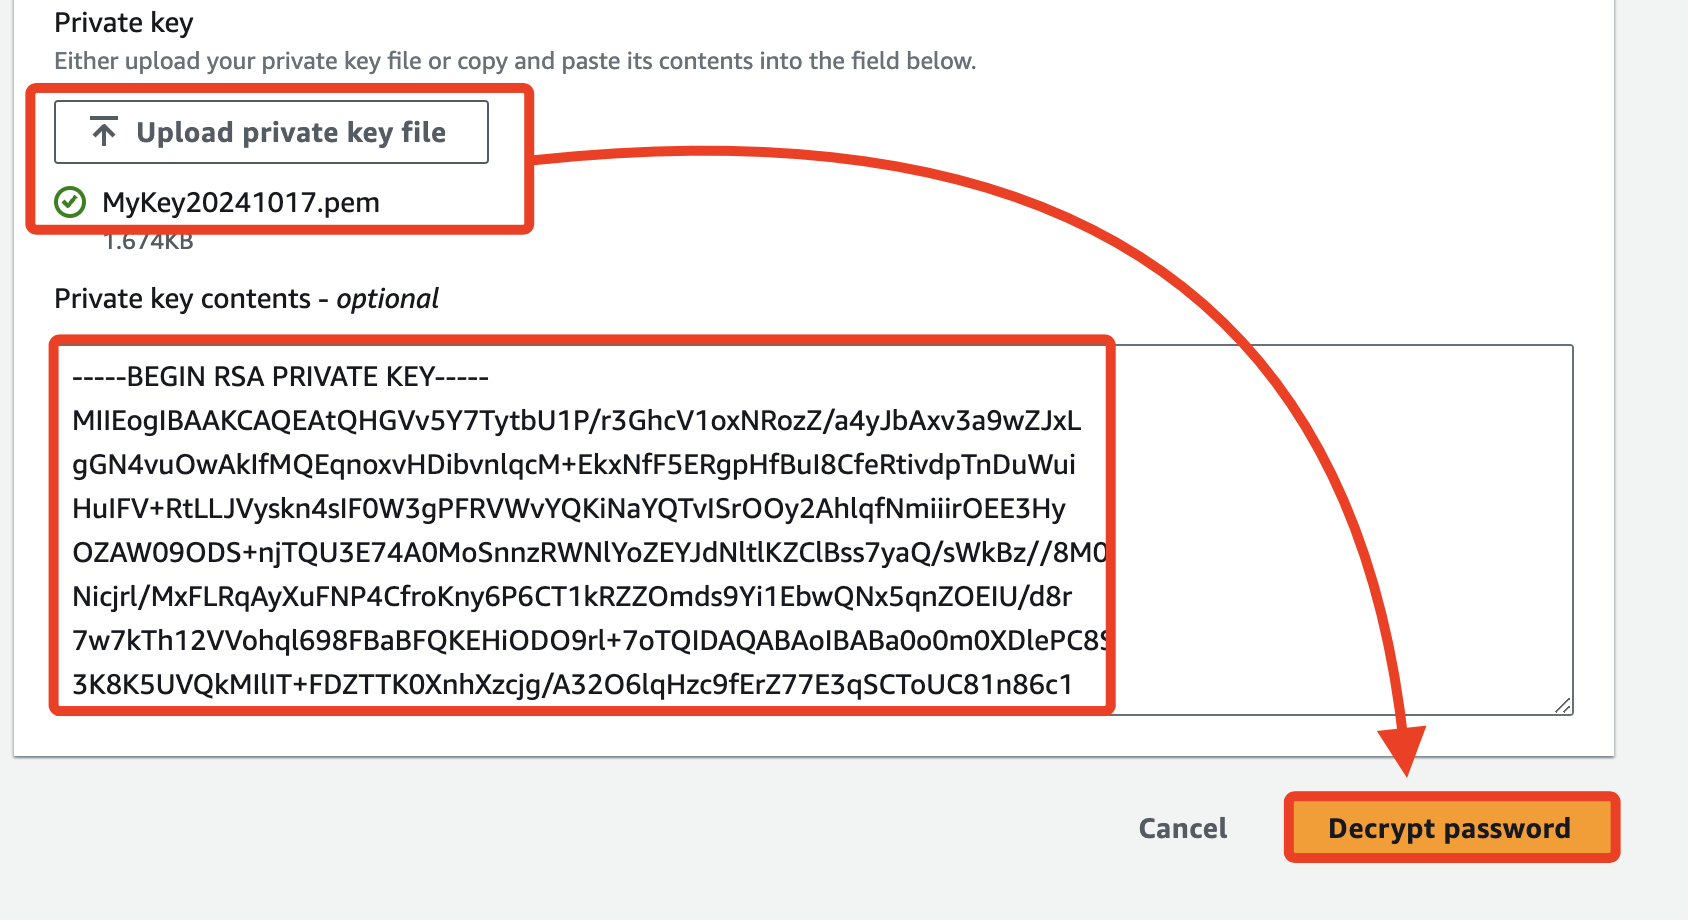 Private key
Either upload your private key file or copy and paste its contents into the field below.
Upload private key file
MyKey20241017.pem
1.674KB
Private key contents - optional
-----BEGIN RSA PRIVATE KEY-----
MIIEogIBAAKCAQEAtQHGVv5Y7TytbU1P/r3GhcV1oxNRozZ/a4yJbAxv3a9wZJxL
gGN4vuOwAkIfMQEqnoxvHDibvnlqcM+EkxNfF5ERgpHfBuI8CfeRtivdpTnDuWui
HuIFV+RtLLJVyskn4sIF0W3gPFRVWvYQKiNaYQTvISrOOy2AhlqfNmiiirOEE3Hy
OZAW09ODS+njTQU3E74A0MoSnnzRWNlYoZEYJdNltlKZClBss7yaQ/sWkBz//8M0
Nicjrl/MxFLRqAyXuFNP4CfroKny6P6CT1kRZZOmds9Yi1EbwQNx5qnZOEIU/d8r
7w7kTh12VVohql698FBaBFQKEHiODO9rl+7oTQIDAQABAoIBABa0o0m0XDlePC8S
3K8K5UVQkMIlIT+FDZTTK0XnhXzcjg/A32O6lqHzc9fErZ77E3qSCToUC81n86c1
Cancel
Decrypt password